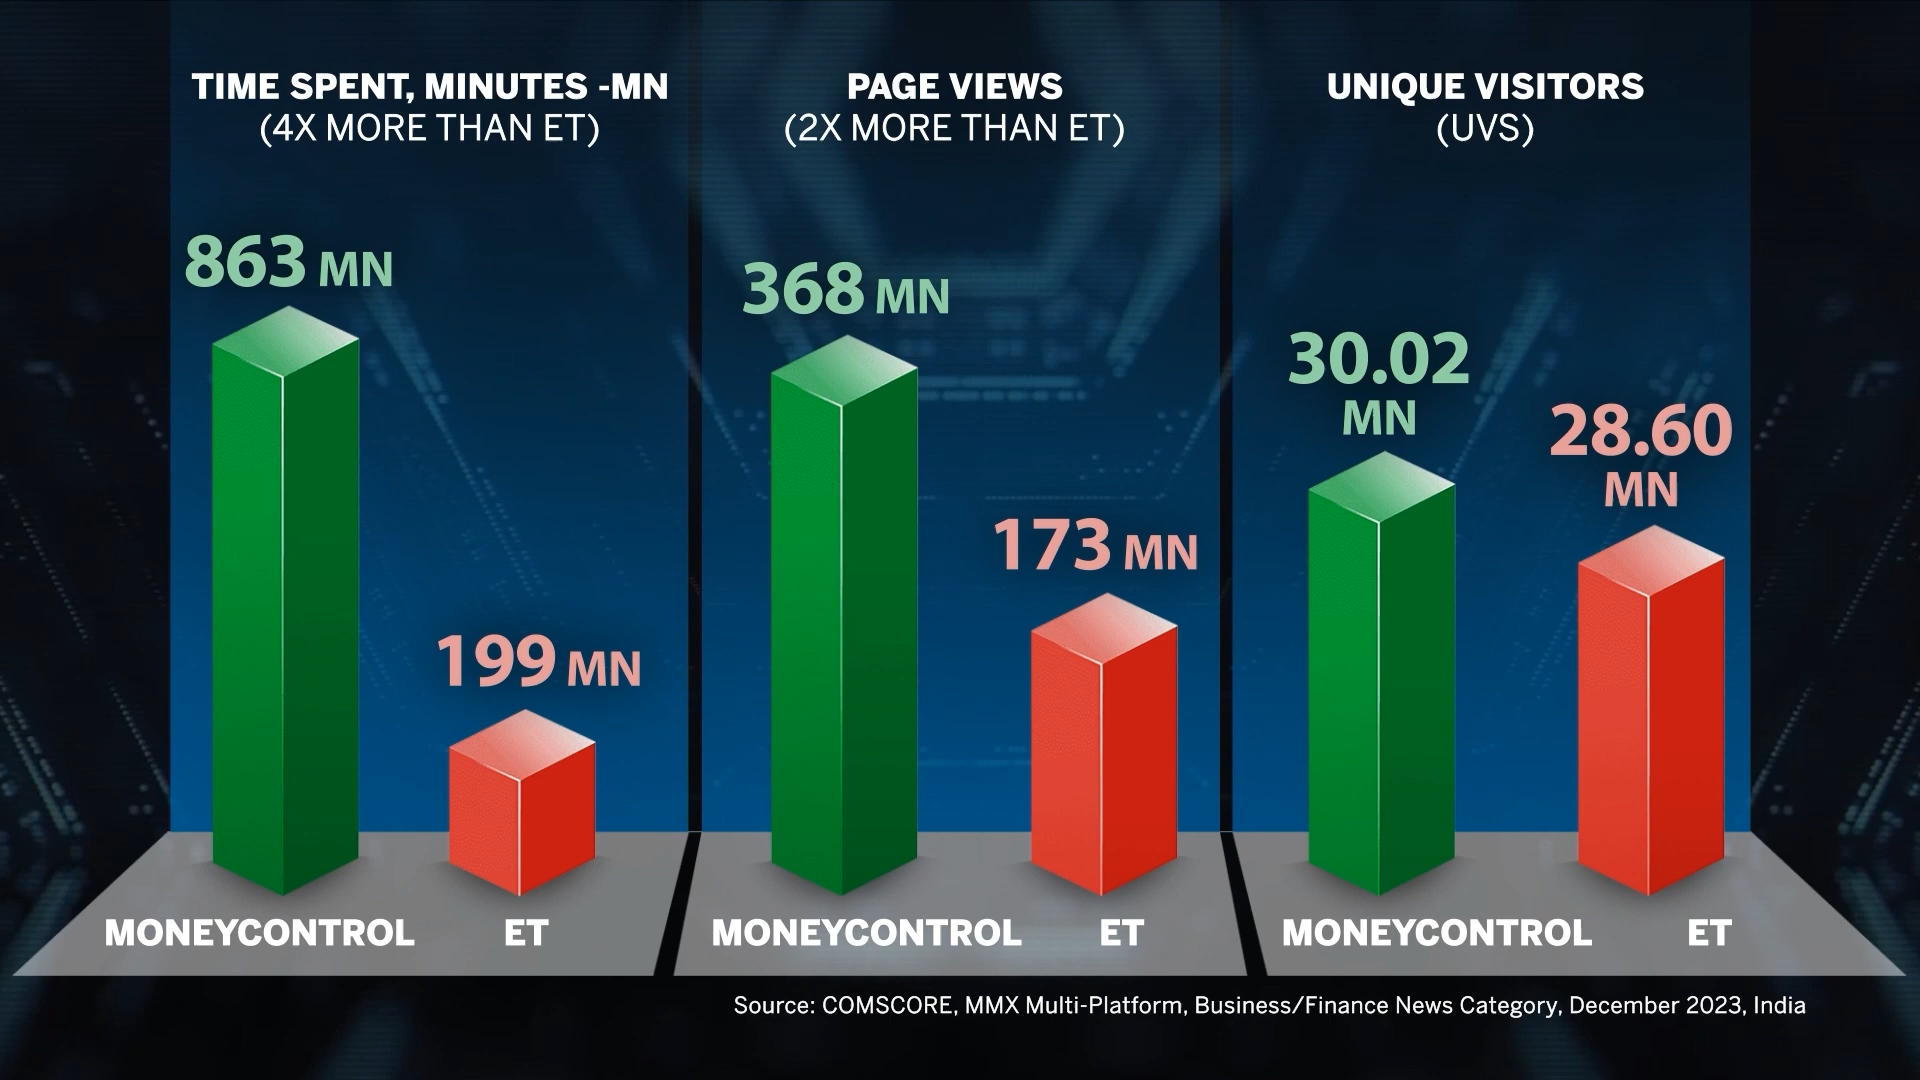 TIME SPENT, MINUTES -MN
(4X MORE THAN ET)
863 MN
199 MN
MONEYCONTROL
ET
PAGE VIEWS
(2X MORE THAN ET)
368 MN
173 MN
MONEYCONTROL
ET
UNIQUE VISITORS
(UVS)
30.02
MN
28.60
MN
MONEYCONTROL
ET
Source: COMSCORE, MMX Multi-Platform, Business/Finance News Category, December 2023, India